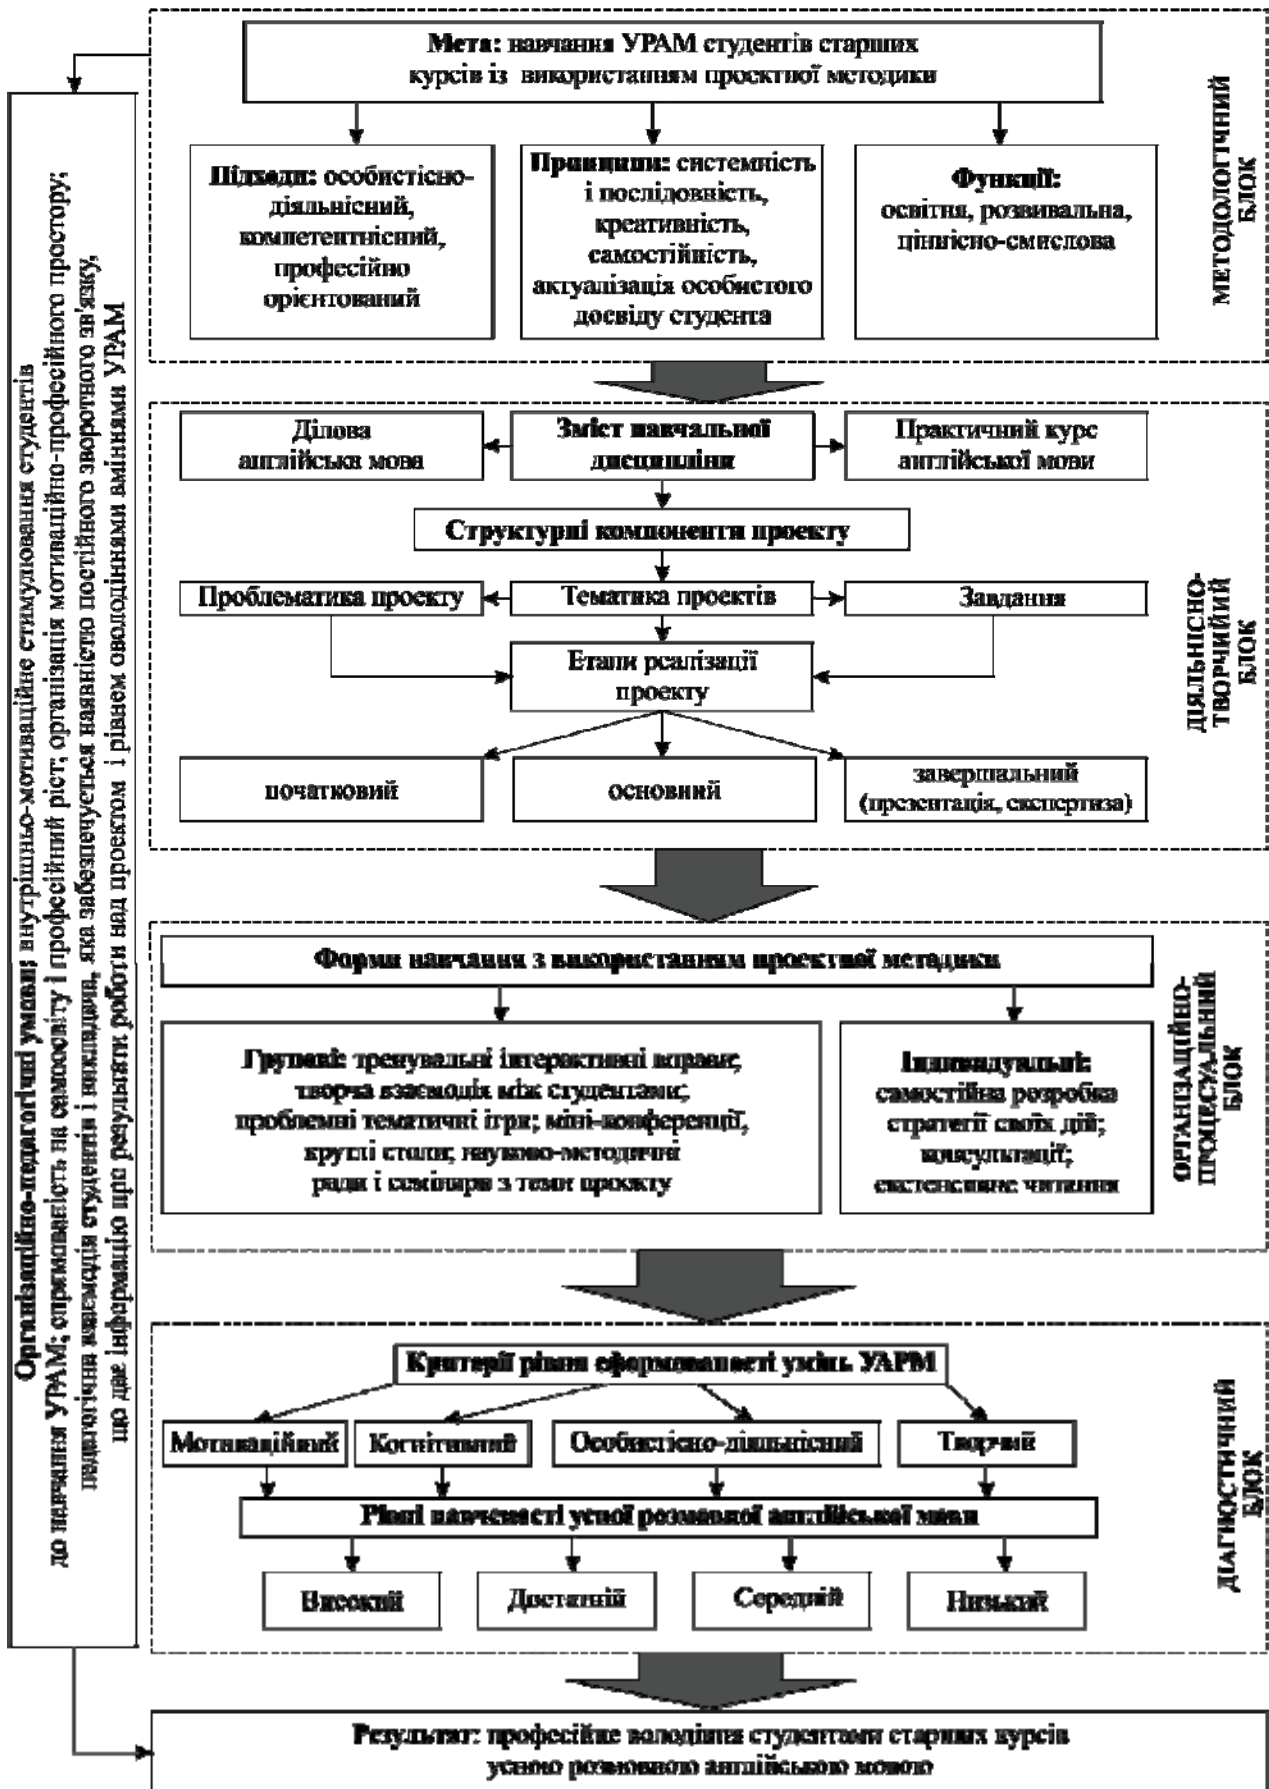 Мета: навчання УРАМ студентів старших
курсів із використанням проєктної методики
Підходи: особистісно-
діяльнісний,
компетентнісний,
професійно
орієнтований
Принципи: системність
і послідовність,
креативність,
самостійність,
актуалізація особистого
досвіду студента
Функції:
освітня, розвивальна,
ціннісно-смислова
МЕТОДОЛОГІЧНИЙ
БЛОК
Ділова
англійська мова
Зміст навчальної
дисципліни
Практичний курс
англійської мови
Структурні компоненти проекту
Проблематика проекту
Тематика проектів
Завдання
Етапи реалізації
проекту
початковий
основний
завершальний
(презентація, експертиза)
ДІЯЛЬНІСНО-
ТВОРЧИЙ
БЛОК
Форми навчання з використанням проектної методики
Групові: тренувальні інтерактивні вправи;
творча взаємодія між студентами;
проблемні тематичні ігри; міні-конференції,
круглі столи; науково-методичні
ради і семінари з теми проєкту
Індивидуальні:
самостійна розробка
стратегії своїх дій;
консультації;
екстенсивне читання
ОРГАНІЗАЦІЙНО-
ПРОЦЕСУАЛЬНИЙ
БЛОК
Критерії рівня сформованості умінь УАРМ
Мотиваційний
Когнітивний
Особистісно-діяльнісний
Творчий
Рівні навченості усної розмовної англійської мови
Високий
Достатній
Середній
Низький
ДІАГНОСТИЧНИЙ
БЛОК
Результат: професійне володіння студентами старших курсів
усною розмовною англійською мовою
Організаційно-педагогічні умови: внутрішньо-мотиваційне стимулювання студентів
до навчання УРАМ; спрямованість на самоосвіту і професійний ріст; організація мотиваційно-професійного простору;
педагогічна взаємодія студентів і викладачів, яка забезпечується наявністю постійного зворотного зв'язку,
що дає інформацію про результати роботи над проектом і рівнем оволодіннями вміннями УРАМ